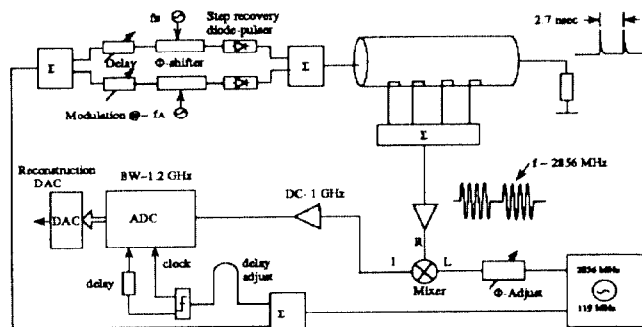 fB
Step recovery
diode-pulser
2.7 nsec
Σ
Delay
Φ-shifter
Σ
Modulation @~ fA
Σ
f ~ 2856 MHz
Reconstruction
DAC
BW~1.2 GHz
DC- 1 GHz
DAC
ADC
R
I
L
Mixer
Φ-Adjust
2856 MHz
119 MHz
clock
delay
delay
adjust
Σ